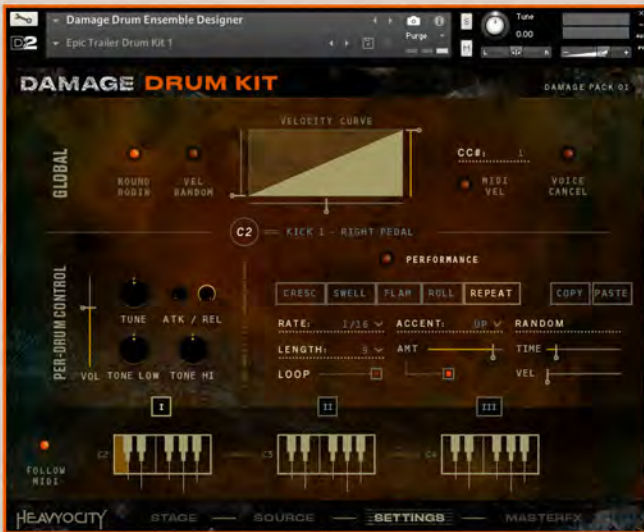 Damage Drum Ensemble Designer
Purge
S
Tune
0.00
D2
Epic Trailer Drum Kit 1
M
L
R
DAMAGE DRUM KIT
DAMAGE PACK 01
GLOBAL
VELOCITY CURVE
ROUND ROBIN
VEL RANDOM
CC#: 1
MIDI VEL
VOICE CANCEL
C2
KICK 1 - RIGHT PEDAL
PER-DRUM CONTROL
PERFORMANCE
CRESC SWELL FLAM ROLL REPEAT COPY PASTE
TUNE
ATK / REL
RATE: 1/16
ACCENT: UP
RANDOM
LENGTH: 8
AMT
TIME
VOL
TONE LOW
TONE HI
LOOP
VEL
I
II
III
FOLLOW MIDI
C2
C3
C4
HEAVYOCITY
STAGE
SOURCE
SETTINGS
MASTERFX